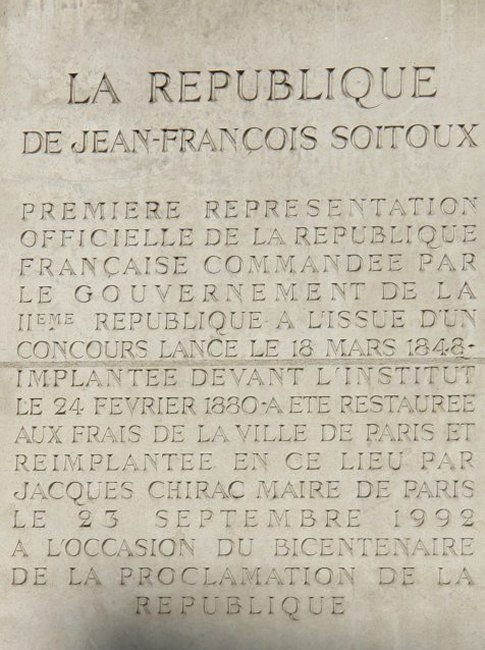 LA REPUBLIQUE
DE JEAN-FRANÇOIS SOITOUX
PREMIERE REPRESENTATION
OFFICIELLE DE LA REPUBLIQUE
FRANÇAISE COMMANDEE PAR
LE GOUVERNEMENT DE LA
IIEME REPUBLIQUE A L'ISSUE D'UN
CONCOURS LANCE LE 18 MARS 1848-
IMPLANTEE DEVANT L'INSTITUT
LE 24 FEVRIER 1880-A ETE RESTAUREE
AUX FRAIS DE LA VILLE DE PARIS ET
REIMPLANTEE EN CE LIEU PAR
JACQUES CHIRAC MAIRE DE PARIS
LE 23 SEPTEMBRE 1992
A L'OCCASION DU BICENTENAIRE
DE LA PROCLAMATION DE LA
REPUBLIQUE